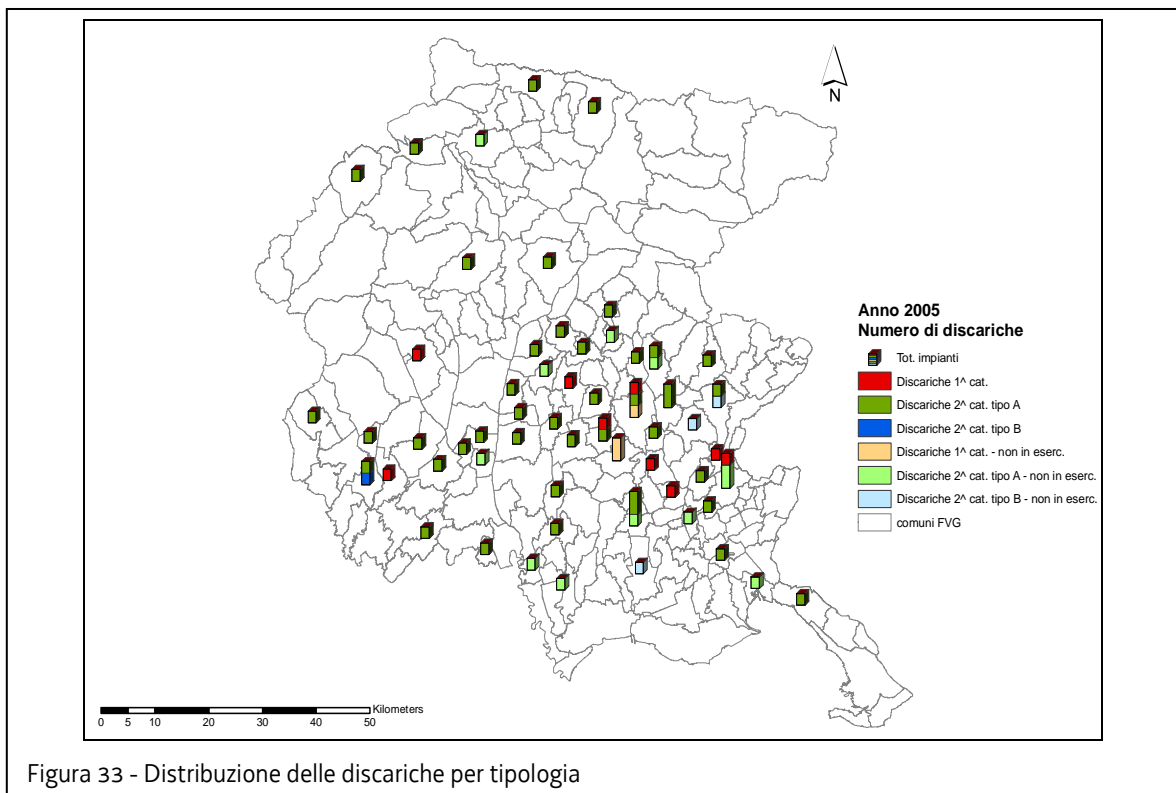 N
Anno 2005
Numero di discariche
Tot. impianti
Discariche 1^ cat.
Discariche 2^ cat. tipo A
Discariche 2^ cat. tipo B
Discariche 1^ cat. - non in eserc.
Discariche 2^ cat. tipo A - non in eserc.
Discariche 2^ cat. tipo B - non in eserc.
comuni FVG
Kilometers
0 5 10 20 30 40 50
Figura 33 - Distribuzione delle discariche per tipologia